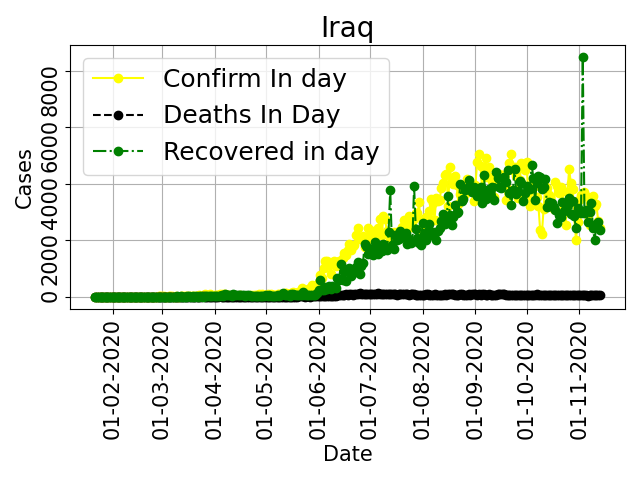 Iraq
Confirm In day
Deaths In Day
Recovered in day
Cases
8000
6000
4000
2000
0
01-02-2020
01-03-2020
01-04-2020
01-05-2020
01-06-2020
01-07-2020
01-08-2020
01-09-2020
01-10-2020
01-11-2020
Date